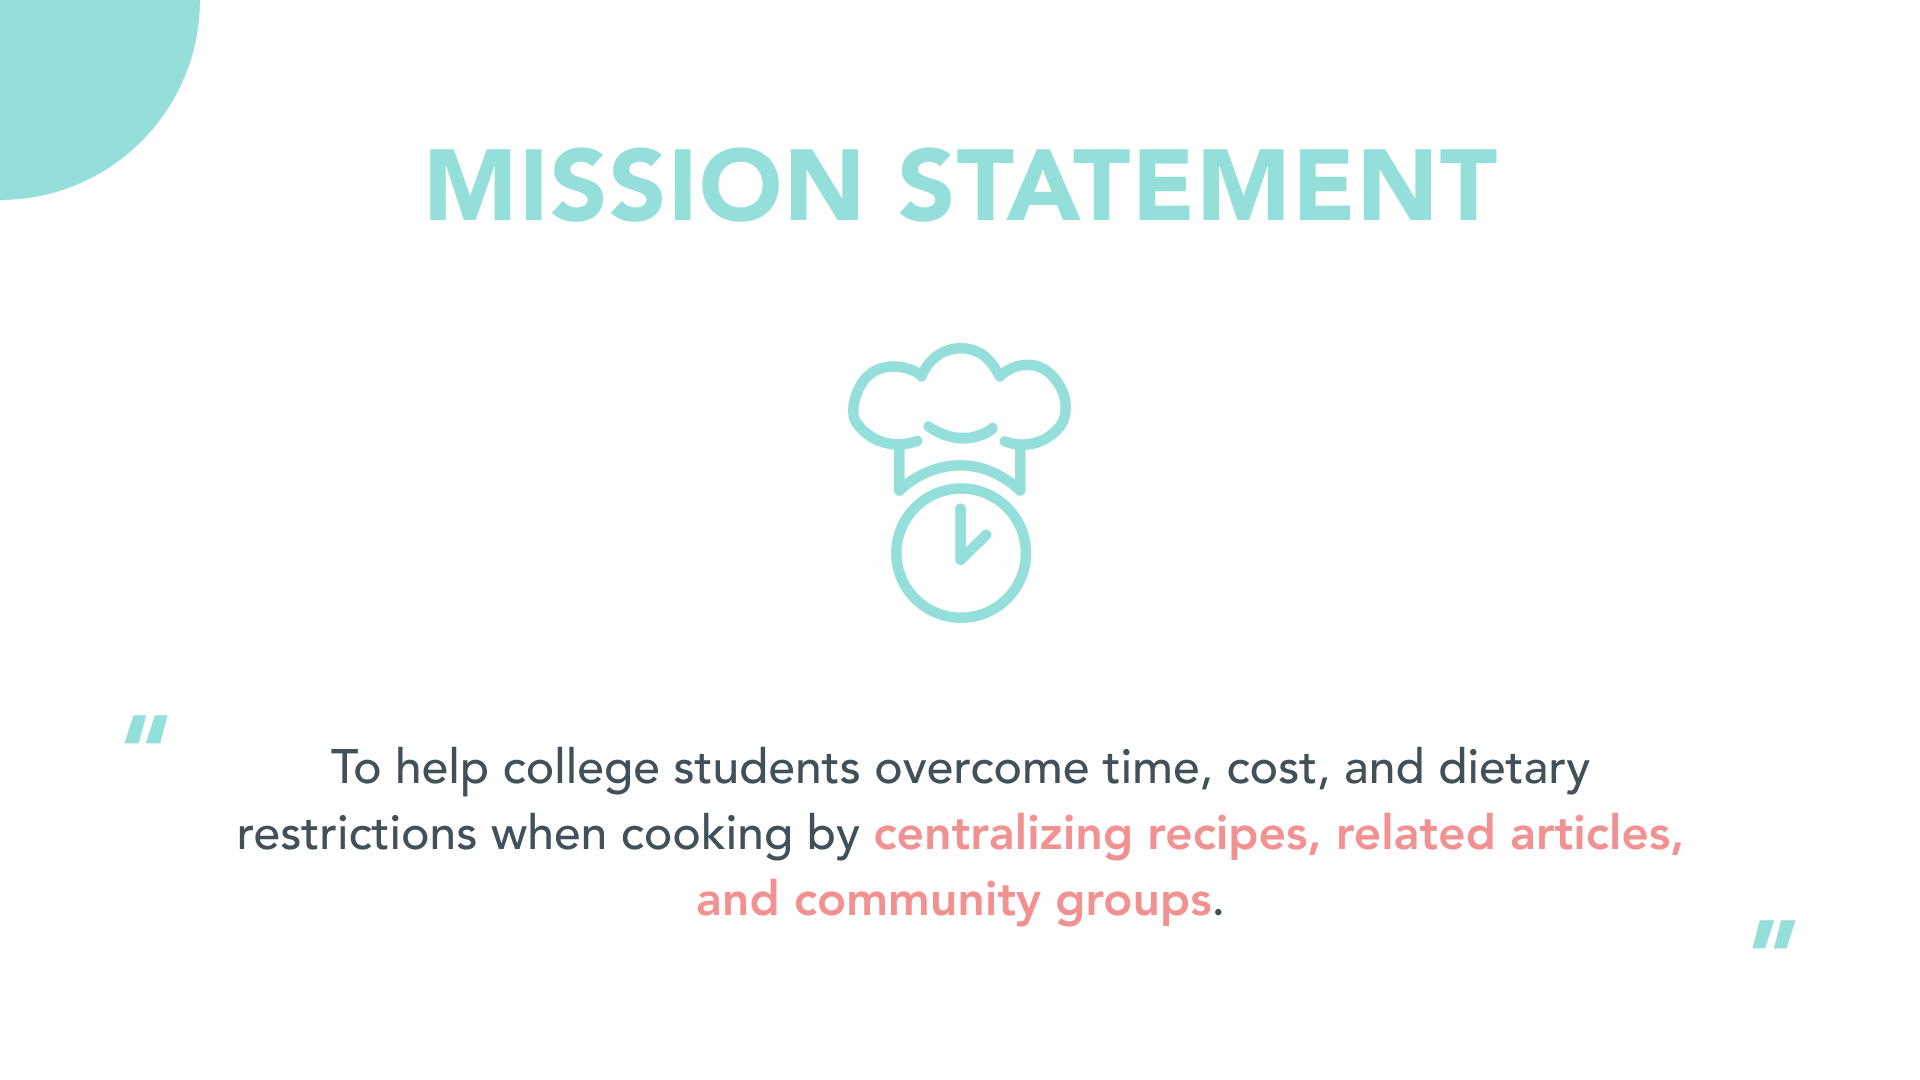 MISSION STATEMENT
"
To help college students overcome time, cost, and dietary
restrictions when cooking by centralizing recipes, related articles,
and community groups.
"